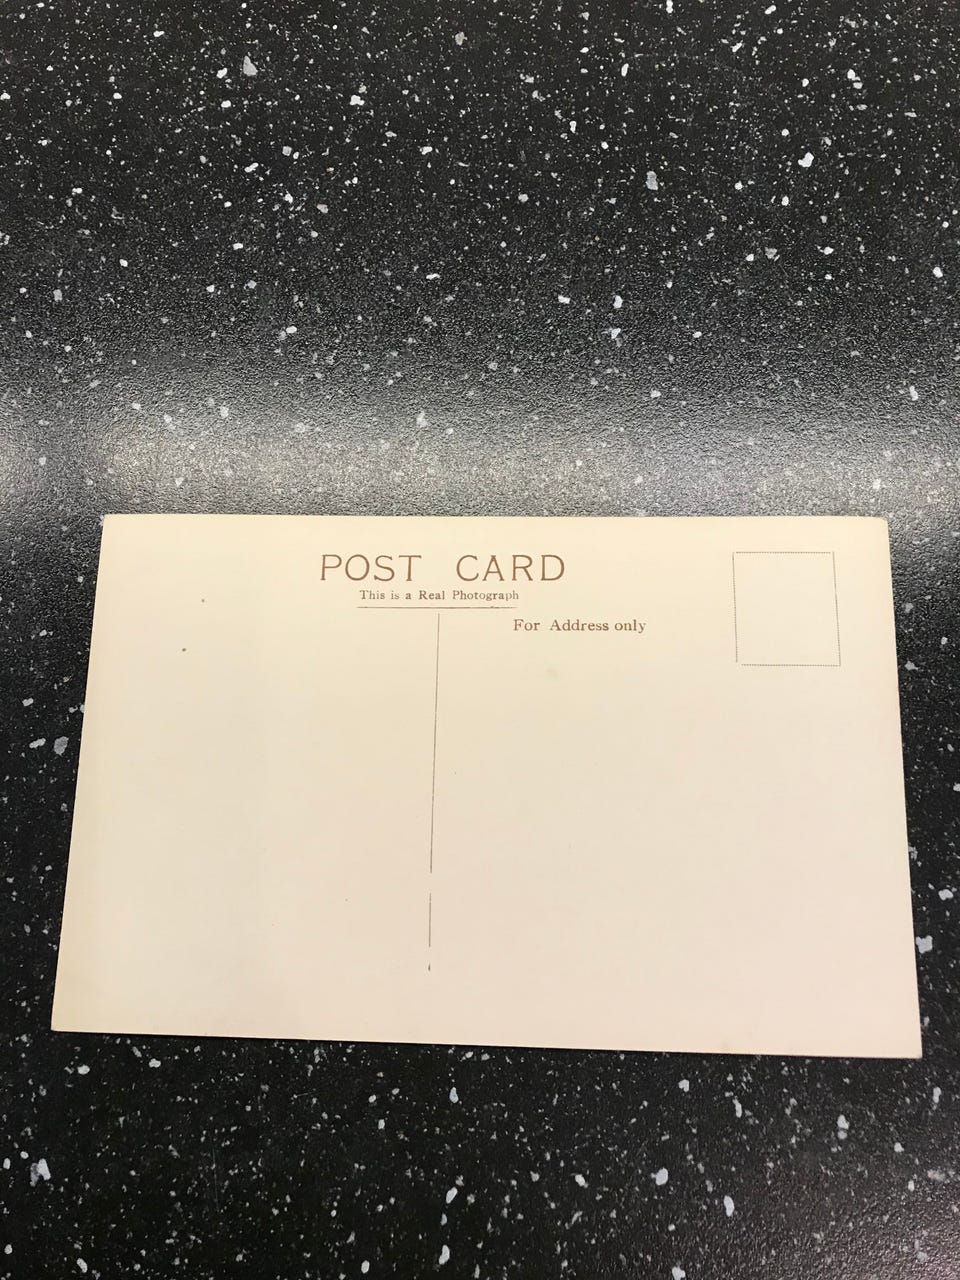 POST CARD
This is a Real Photograph
For Address only